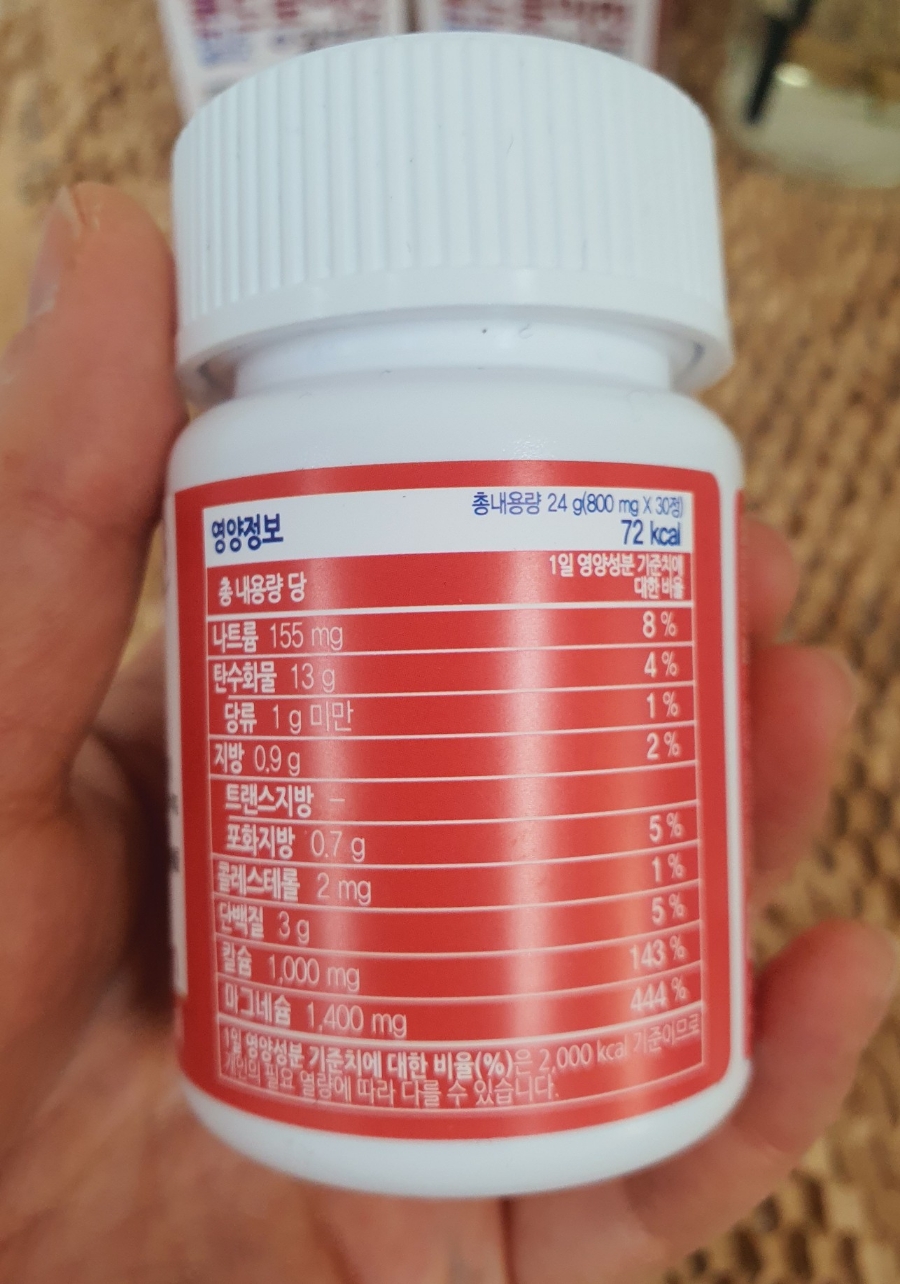 영양정보
총내용량 24 g(800 mg X 30정)
72 kcal
총 내용량 당
1일 영양성분 기준치에
대한 비율
나트륨 155 mg 8 %
탄수화물 13 g 4 %
당류 1 g 미만 1 %
지방 0.9 g 2 %
트랜스지방 –
포화지방 0.7 g 5 %
콜레스테롤 2 mg 1 %
단백질 3 g 5 %
칼슘 1,000 mg 143 %
마그네슘 1,400 mg 444 %
1일 영양성분 기준치에 대한 비율(%)은 2,000 kcal 기준이므로
개인의 필요 열량에 따라 다를 수 있습니다.